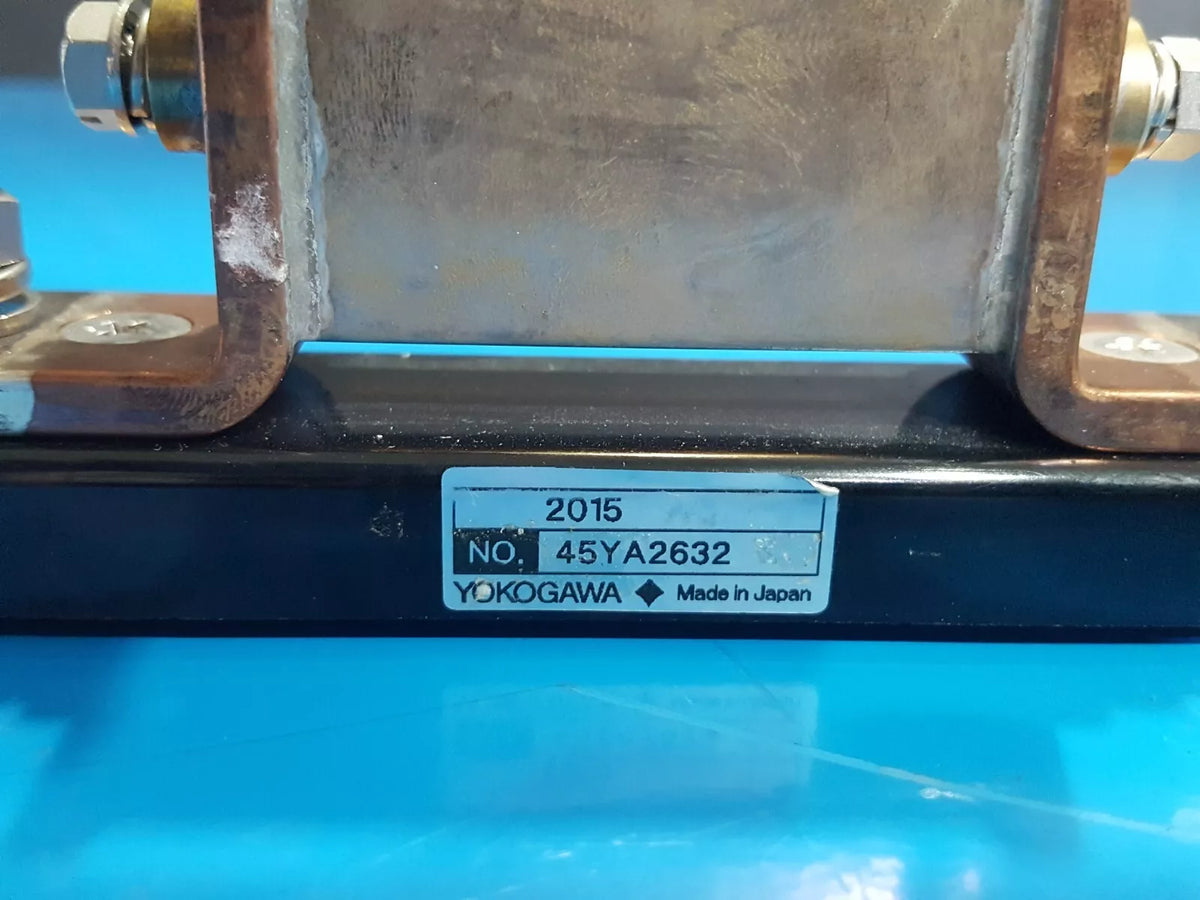 2015
NO. 45YA2632
YOKOGAWA ◆ Made in Japan